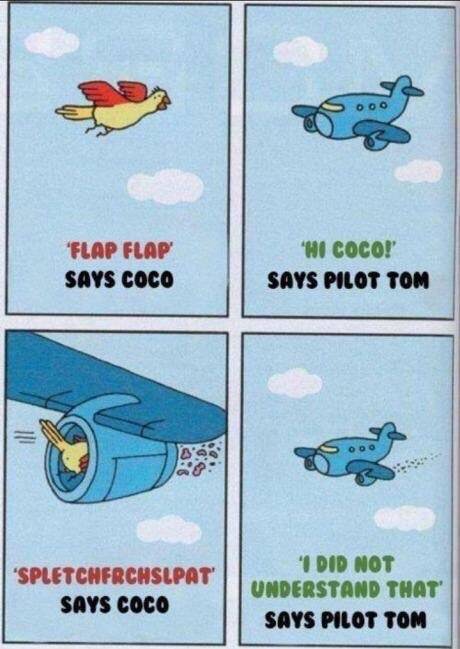 'FLAP FLAP'
SAYS COCO
'HI COCO!'
SAYS PILOT TOM
'SPLETCHFRCHSLPAT'
SAYS COCO
'I DID NOT
UNDERSTAND THAT'
SAYS PILOT TOM